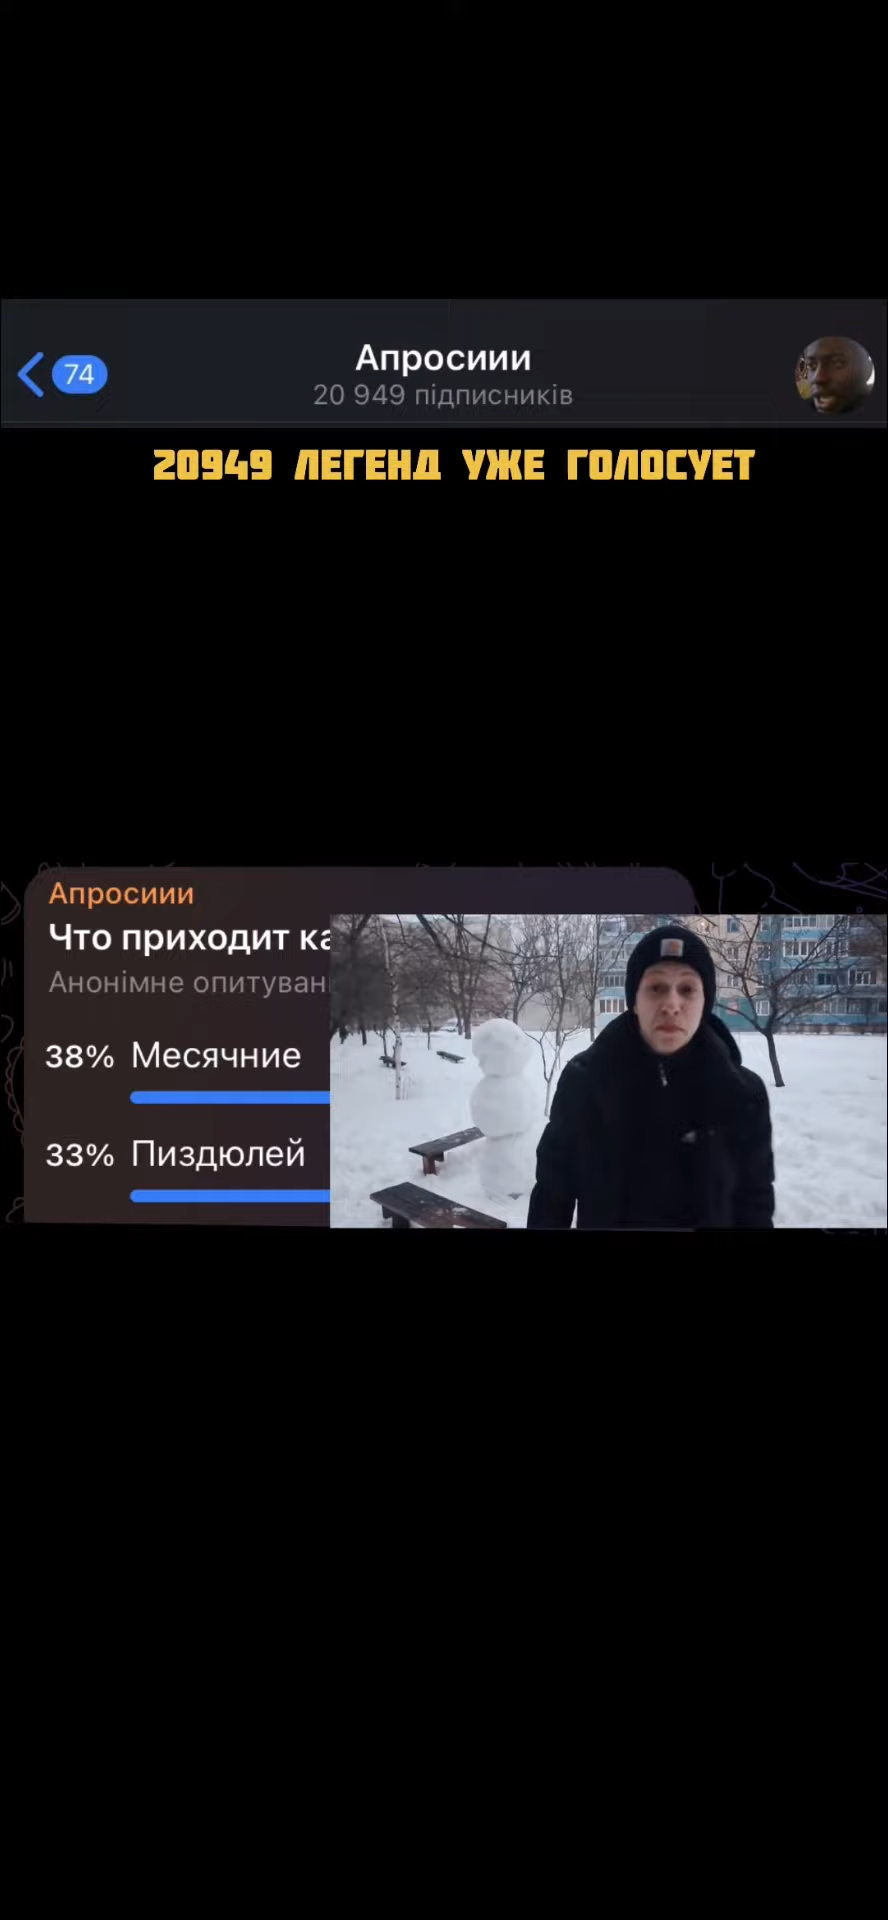 74
Апросиии
20 949 підписників
20949 ЛЕГЕНД УЖЕ ГОЛОСУЕТ
Апросиии
Что приходит ка
Анонімне опитуван
38% Месячние
33% Пиздюлей